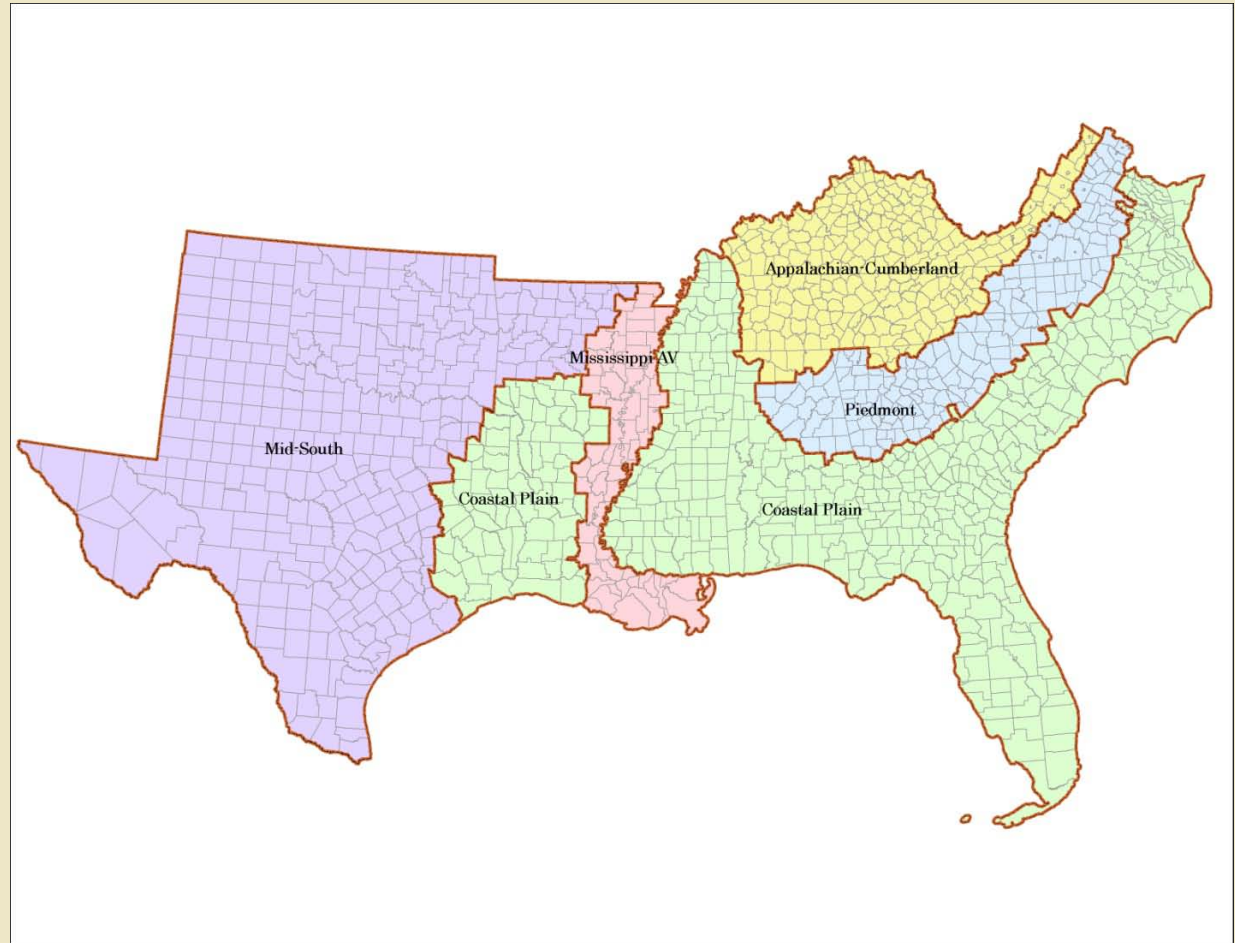 Appalachian-Cumberland
Mississippi AV
Piedmont
Mid-South
Coastal Plain
Coastal Plain